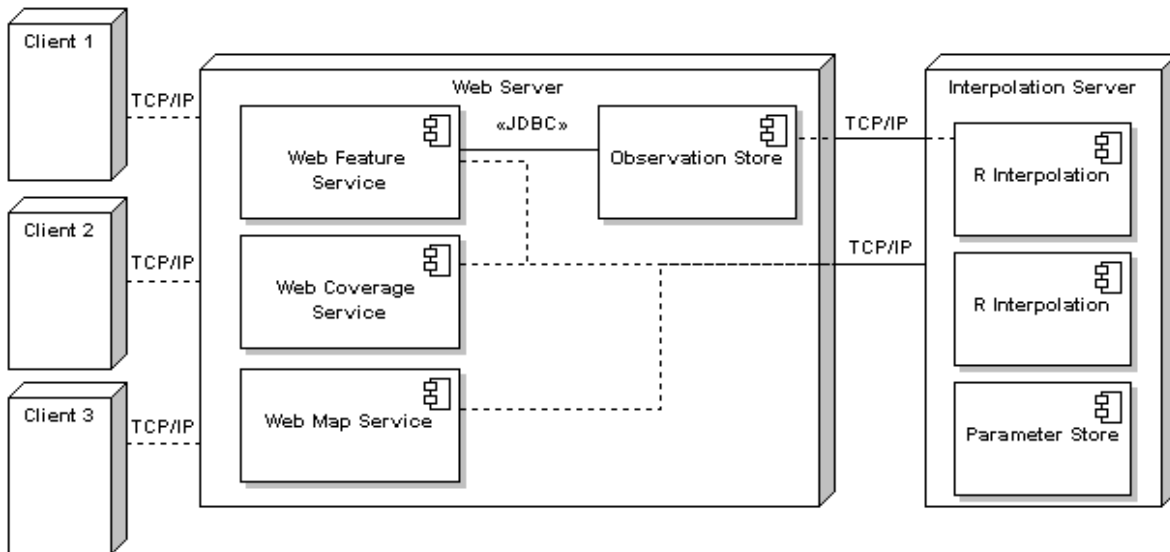 Client 1
TCP/IP
Client 2
TCP/IP
Client 3
TCP/IP
Web Server
Web Feature
Service
«JDBC»
Observation Store
Web Coverage
Service
Web Map Service
TCP/IP
TCP/IP
Interpolation Server
R Interpolation
R Interpolation
Parameter Store